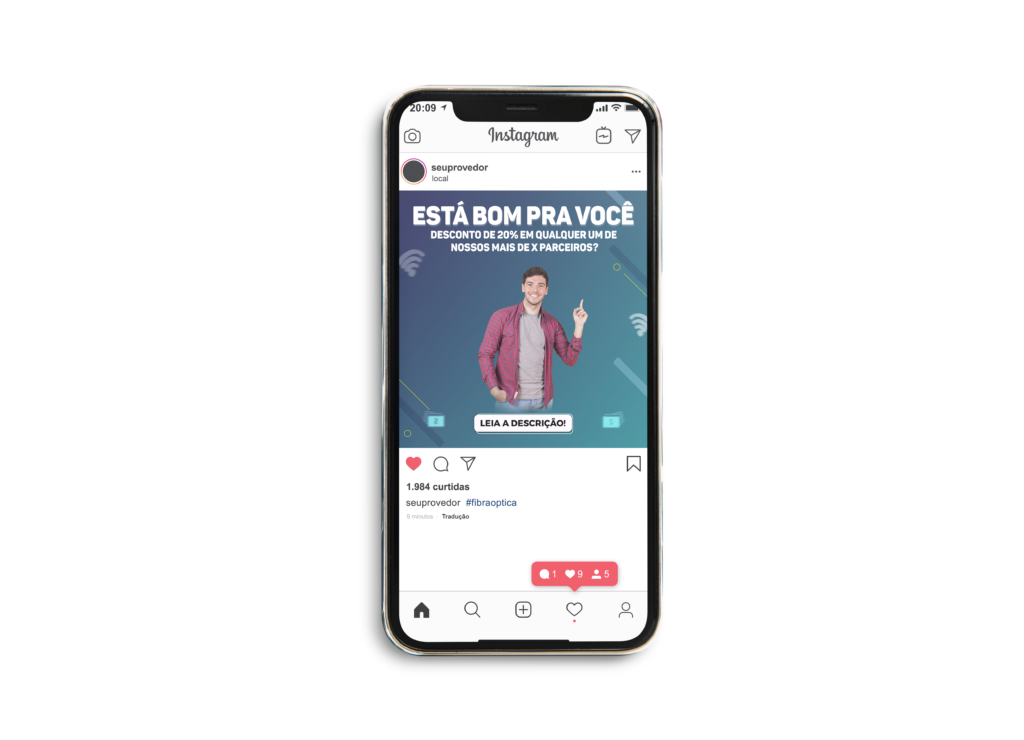 20:09
Instagram
seuprovedor
local
ESTÁ BOM PRA VOCÊ
DESCONTO DE 20% EM QUALQUER UM DE
NOSSOS MAIS DE X PARCEIROS?
LEIA A DESCRIÇÃO!
1.984 curtidas
seuprovedor #fibraoptica
9 minutos · Tradução
1 9 5